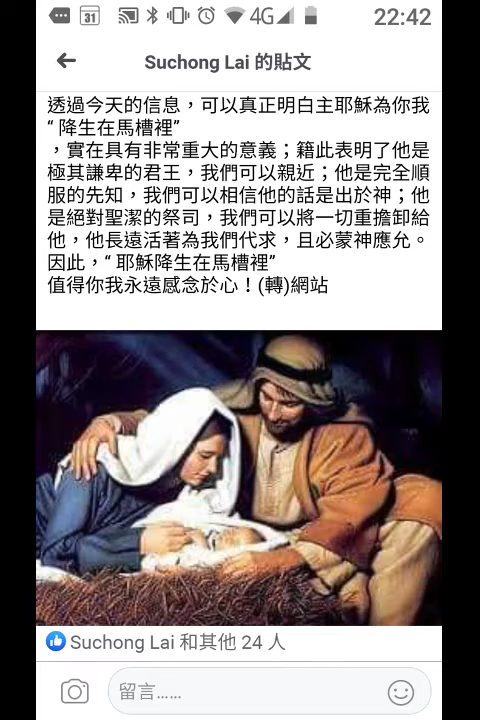 31 4G 22:42
Suchong Lai 的貼文
透過今天的信息，可以真正明白主耶穌為你我
“ 降生在馬槽裡”
，實在具有非常重大的意義；籍此表明了他是
極其謙卑的君王，我們可以親近；他是完全順
服的先知，我們可以相信他的話是出於神；他
是絕對聖潔的祭司，我們可以將一切重擔卸給
他，他長遠活著為我們代求，且必蒙神應允。
因此，“ 耶穌降生在馬槽裡”
值得你我永遠感念於心！(轉)網站
Suchong Lai 和其他 24 人
留言......